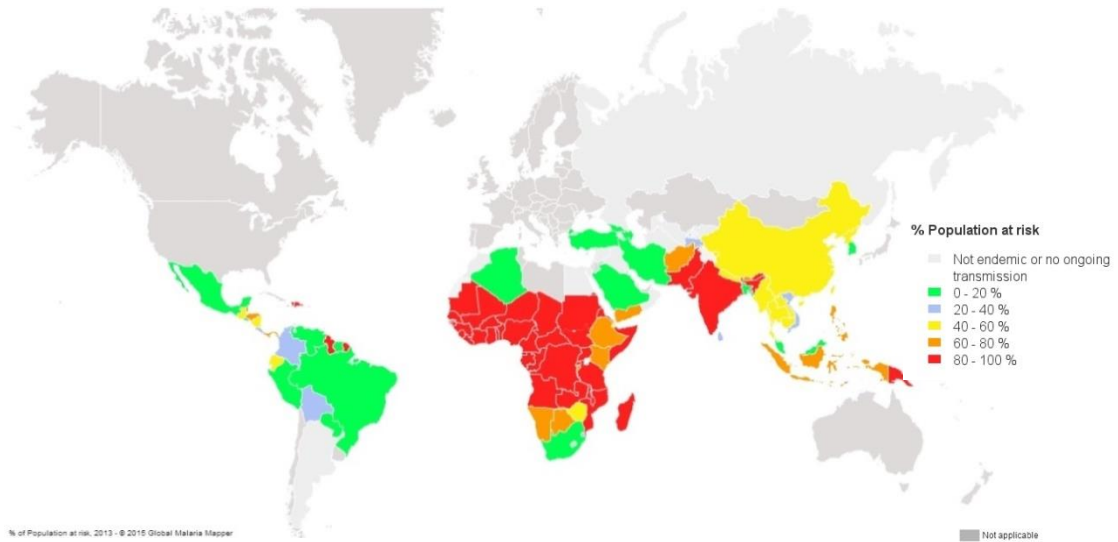 % Population at risk
Not endemic or no ongoing
transmission
0 - 20 %
20 - 40 %
40 - 60 %
60 - 80 %
80 - 100 %
% of Population at risk, 2013 - © 2015 Global Malaria Mapper
Not applicable